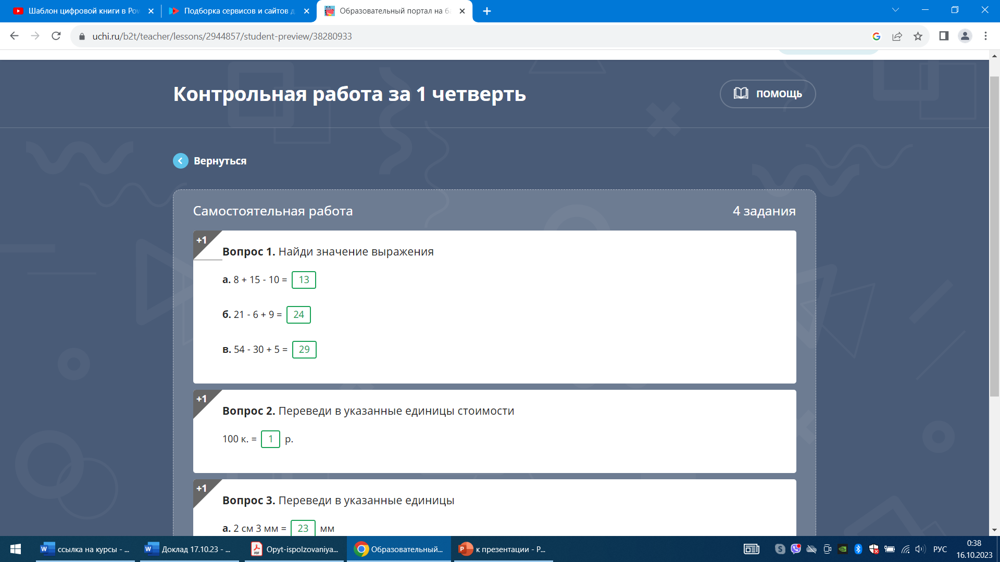 Шаблон цифровой книги в Pow
Подборка сервисов и сайтов д
Образовательный портал на б
uchi.ru/b2t/teacher/lessons/2944857/student-preview/38280933
Контрольная работа за 1 четверть
ПОМОЩЬ
Вернуться
Самостоятельная работа
4 задания
+1
Вопрос 1. Найди значение выражения
а. 8 + 15 - 10 = 13
б. 21 - 6 + 9 = 24
в. 54 - 30 + 5 = 29
+1
Вопрос 2. Переведи в указанные единицы стоимости
100 к. = 1 р.
+1
Вопрос 3. Переведи в указанные единицы
а. 2 см 3 мм = 23 мм
ссылка на курсы - ...
Доклад 17.10.23 - ...
Opyt-ispolzovaniya...
Образовательный...
к презентации - P...
РУС
0:38
16.10.2023